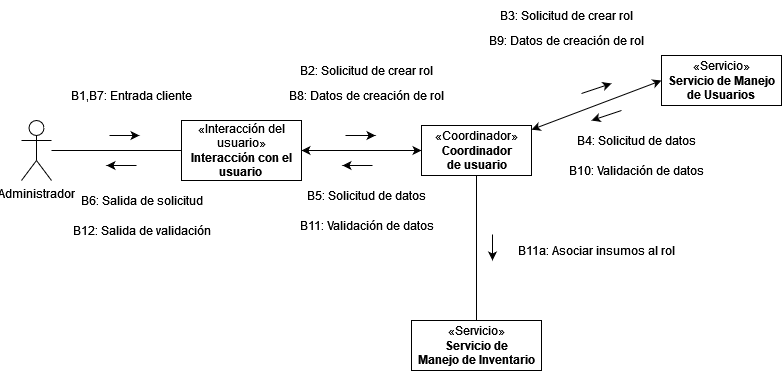 B3: Solicitud de crear rol
B9: Datos de creación de rol
B2: Solicitud de crear rol
B8: Datos de creación de rol
B1,B7: Entrada cliente
«Servicio»
Servicio de Manejo
de Usuarios
«Interacción del
usuario»
Interacción con el
usuario
«Coordinador»
Coordinador
de usuario
B4: Solicitud de datos
B10: Validación de datos
Administrador
B6: Salida de solicitud
B12: Salida de validación
B5: Solicitud de datos
B11: Validación de datos
B11a: Asociar insumos al rol
«Servicio»
Servicio de
Manejo de Inventario